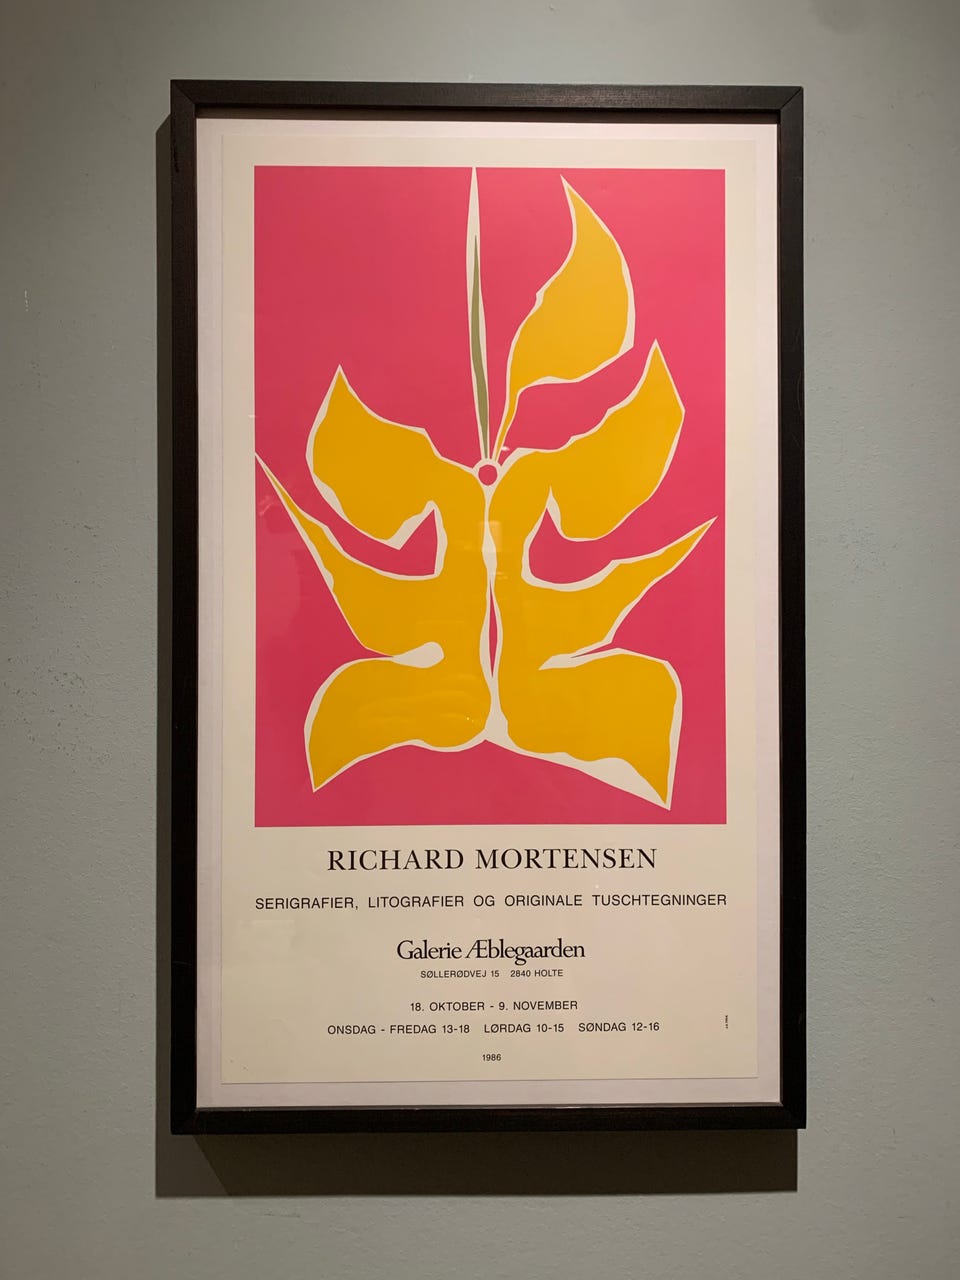 RICHARD MORTENSEN
SERIGRAFIER, LITOGRAFIER OG ORIGINALE TUSCHTEGNINGER
Galerie Æblegaarden
SØLLERØDVEJ 15 2840 HOLTE
18. OKTOBER - 9. NOVEMBER
ONSDAG - FREDAG 13-18 LØRDAG 10-15 SØNDAG 12-16
1986